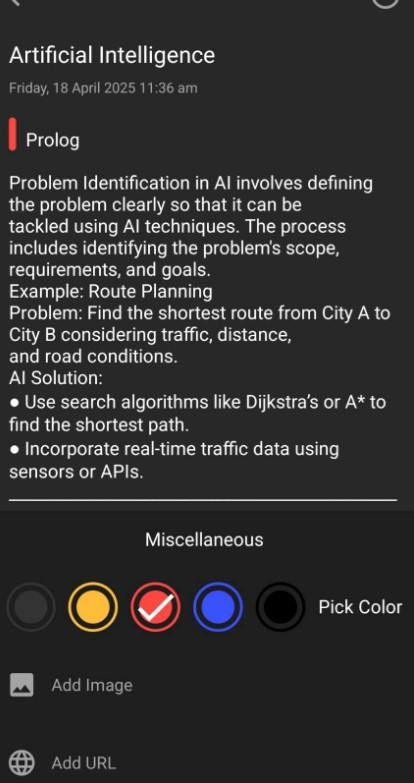 Artificial Intelligence
Friday, 18 April 2025 11:36 am
Prolog
Problem Identification in AI involves defining
the problem clearly so that it can be
tackled using AI techniques. The process
includes identifying the problem's scope,
requirements, and goals.
Example: Route Planning
Problem: Find the shortest route from City A to
City B considering traffic, distance,
and road conditions.
AI Solution:
● Use search algorithms like Dijkstra’s or A* to
find the shortest path.
● Incorporate real-time traffic data using
sensors or APIs.
Miscellaneous
Pick Color
Add Image
Add URL